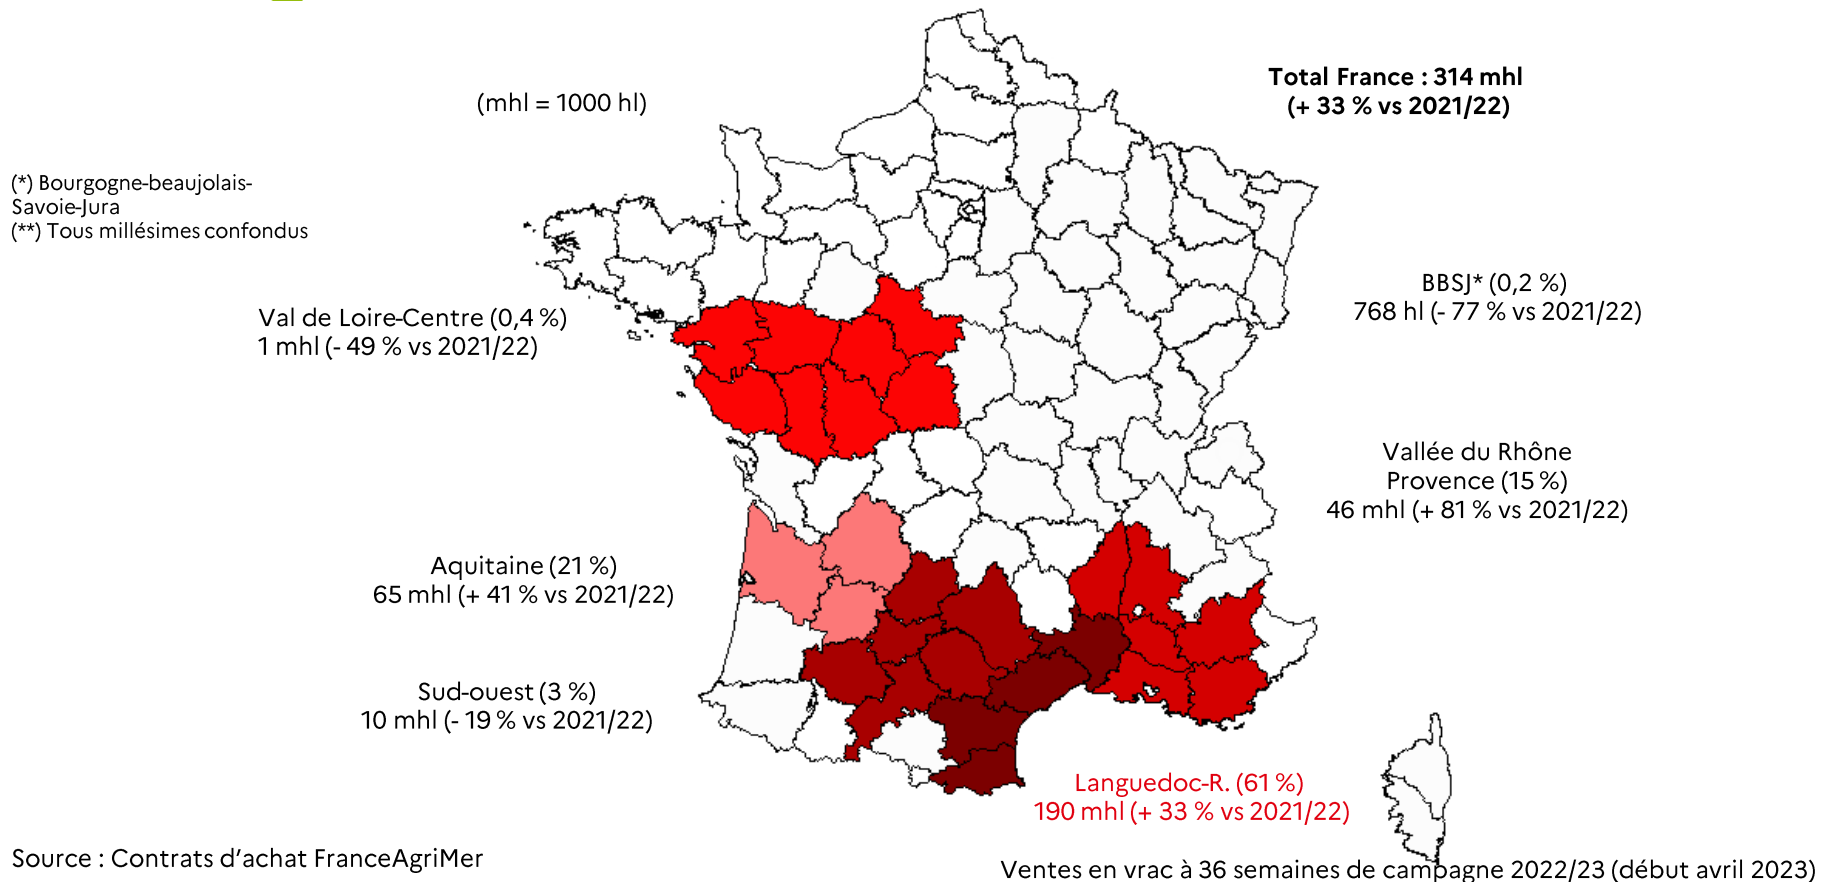 Total France : 314 mhl
(+ 33 % vs 2021/22)
(mhl = 1000 hl)
(*) Bourgogne-beaujolais-
Savoie-Jura
(**) Tous millésimes confondus
BBSJ* (0,2 %)
768 hl (- 77 % vs 2021/22)
Val de Loire-Centre (0,4 %)
1 mhl (- 49 % vs 2021/22)
Vallée du Rhône
Provence (15 %)
46 mhl (+ 81 % vs 2021/22)
Aquitaine (21 %)
65 mhl (+ 41 % vs 2021/22)
Sud-ouest (3 %)
10 mhl (- 19 % vs 2021/22)
Languedoc-R. (61 %)
190 mhl (+ 33 % vs 2021/22)
Source : Contrats d’achat FranceAgriMer
Ventes en vrac à 36 semaines de campagne 2022/23 (début avril 2023)